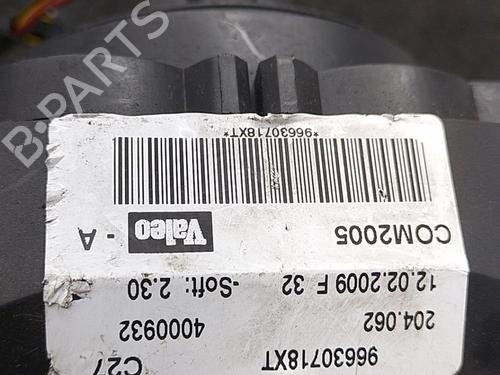 96630718XT C27
204.062 4000932
12.02.2009 F 32 -Soft: 2.30
COM2005 Valeo - A
*96630718XT*
B-PARTS